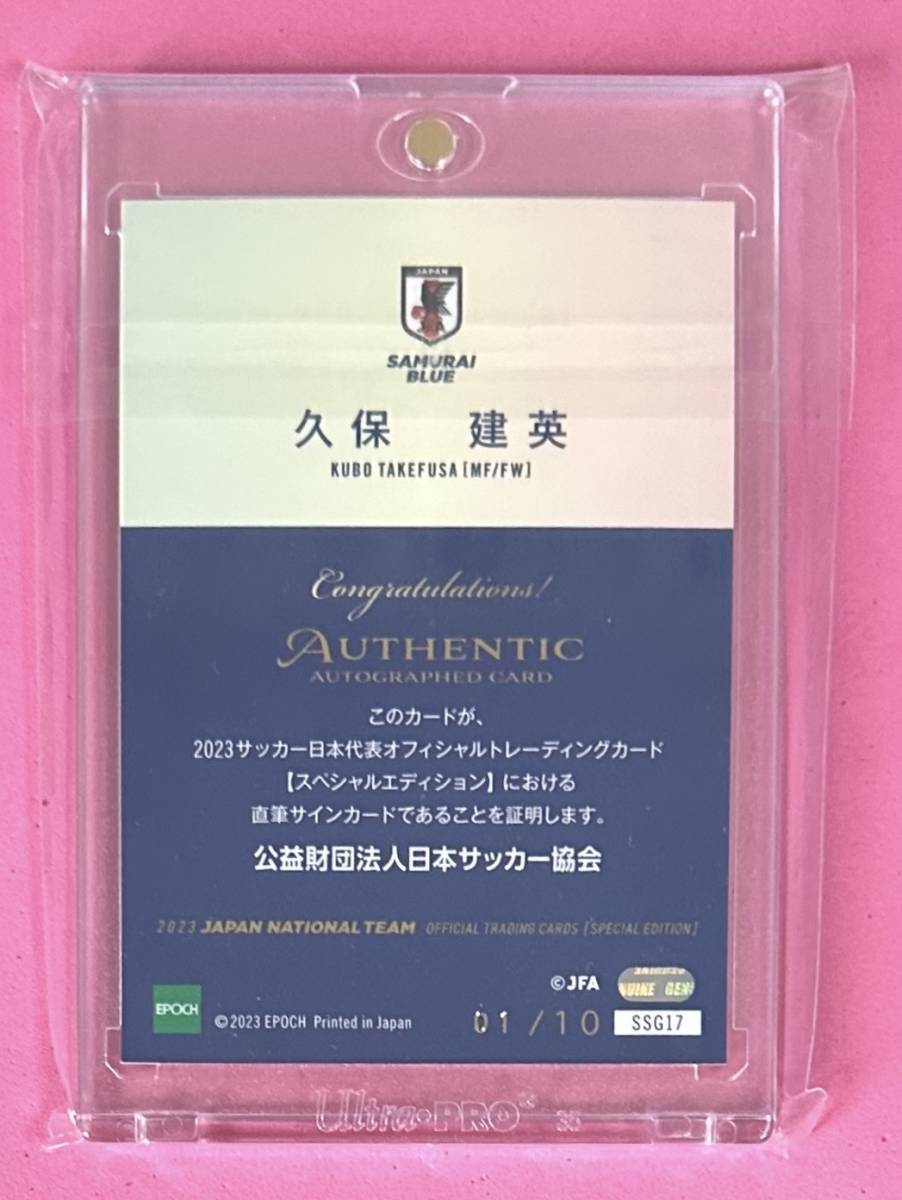 JAPAN
SAMURAI
BLUE
久保 建英
KUBO TAKEFUSA [MF/FW]
Congratulations!
AUTHENTIC
AUTOGRAPHED CARD
このカードが、
2023サッカー日本代表オフィシャルトレーディングカード
【スペシャルエディション】における
直筆サインカードであることを証明します。
公益財団法人日本サッカー協会
2023 JAPAN NATIONAL TEAM OFFICIAL TRADING CARDS [SPECIAL EDITION]
©JFA
EPOCH ©2023 EPOCH Printed in Japan 01/10 SSG17
Ultra•PRO 35